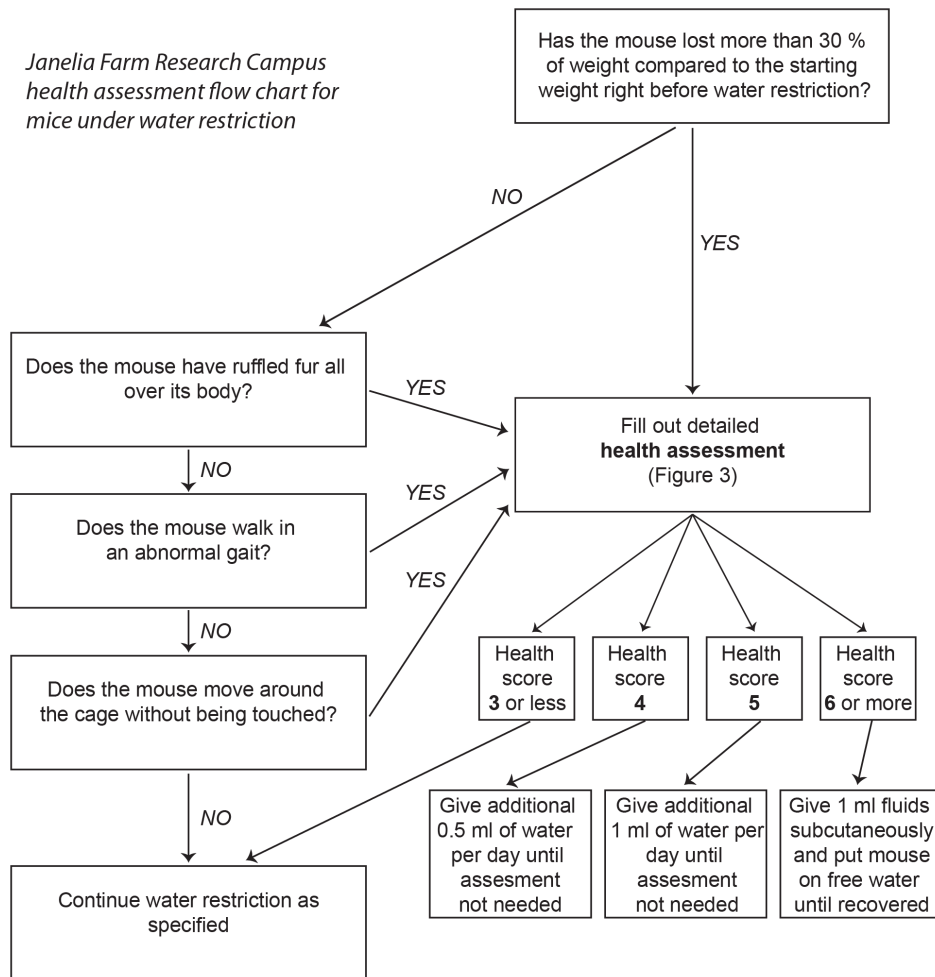 Janelia Farm Research Campus
health assessment flow chart for
mice under water restriction
Has the mouse lost more than 30 %
of weight compared to the starting
weight right before water restriction?
NO
YES
Does the mouse have ruffled fur all
over its body?
YES
Fill out detailed
health assessment
(Figure 3)
NO
Does the mouse walk in
an abnormal gait?
YES
YES
NO
Does the mouse move around
the cage without being touched?
Health
score
3 or less
Health
score
4
Health
score
5
Health
score
6 or more
NO
Continue water restriction as
specified
Give additional
0.5 ml of water
per day until
assesment
not needed
Give additional
1 ml of water per
day until
assesment
not needed
Give 1 ml fluids
subcutaneously
and put mouse
on free water
until recovered